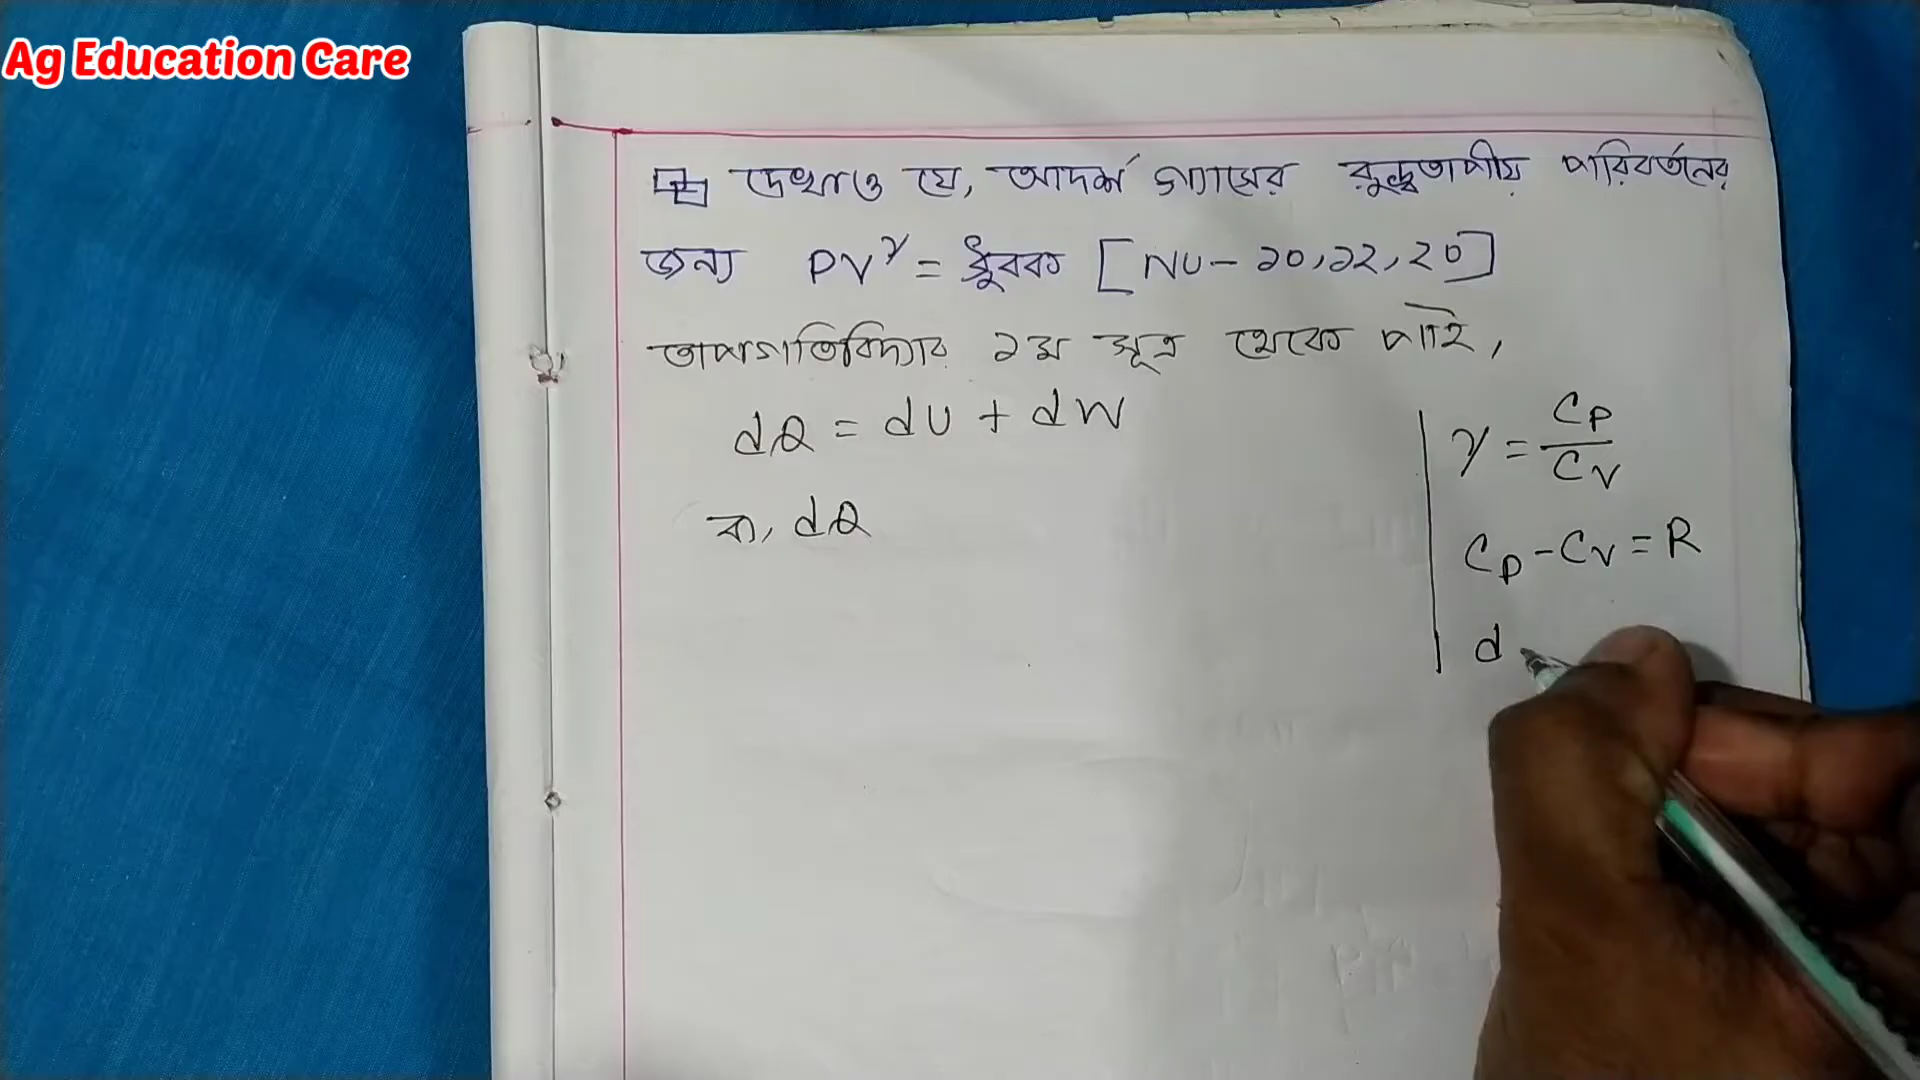 Ag Education Care
দেখাও যে, আদর্শ গ্যাসের রুদ্ধতাপীয় পরিবর্তনের
জন্য PV^γ = ধ্রুবক [NU - ১০, ১২, ২০]
তাপগতিবিদ্যার ১ম সূত্র থেকে পাই,
dQ = dU + dW
বা, dQ
γ = Cp/Cv
Cp - Cv = R
d